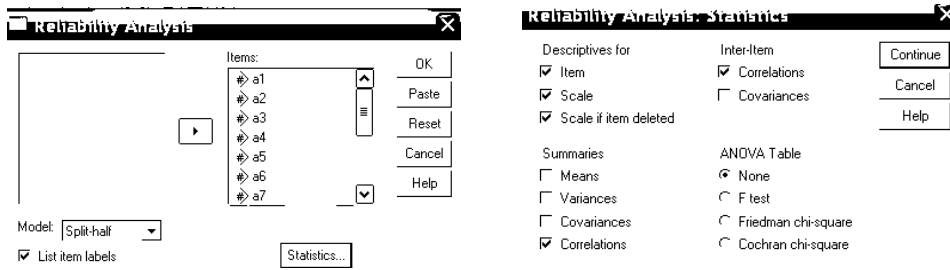 Reliability Analysis
Items:
a1
a2
a3
a4
a5
a6
a7
OK
Paste
Reset
Cancel
Help
Model: Split-half
List item labels
Statistics...
Reliability Analysis: Statistics
Descriptives for
Item
Scale
Scale if item deleted
Inter-Item
Correlations
Covariances
Continue
Cancel
Help
Summaries
Means
Variances
Covariances
Correlations
ANOVA Table
None
F test
Friedman chi-square
Cochran chi-square